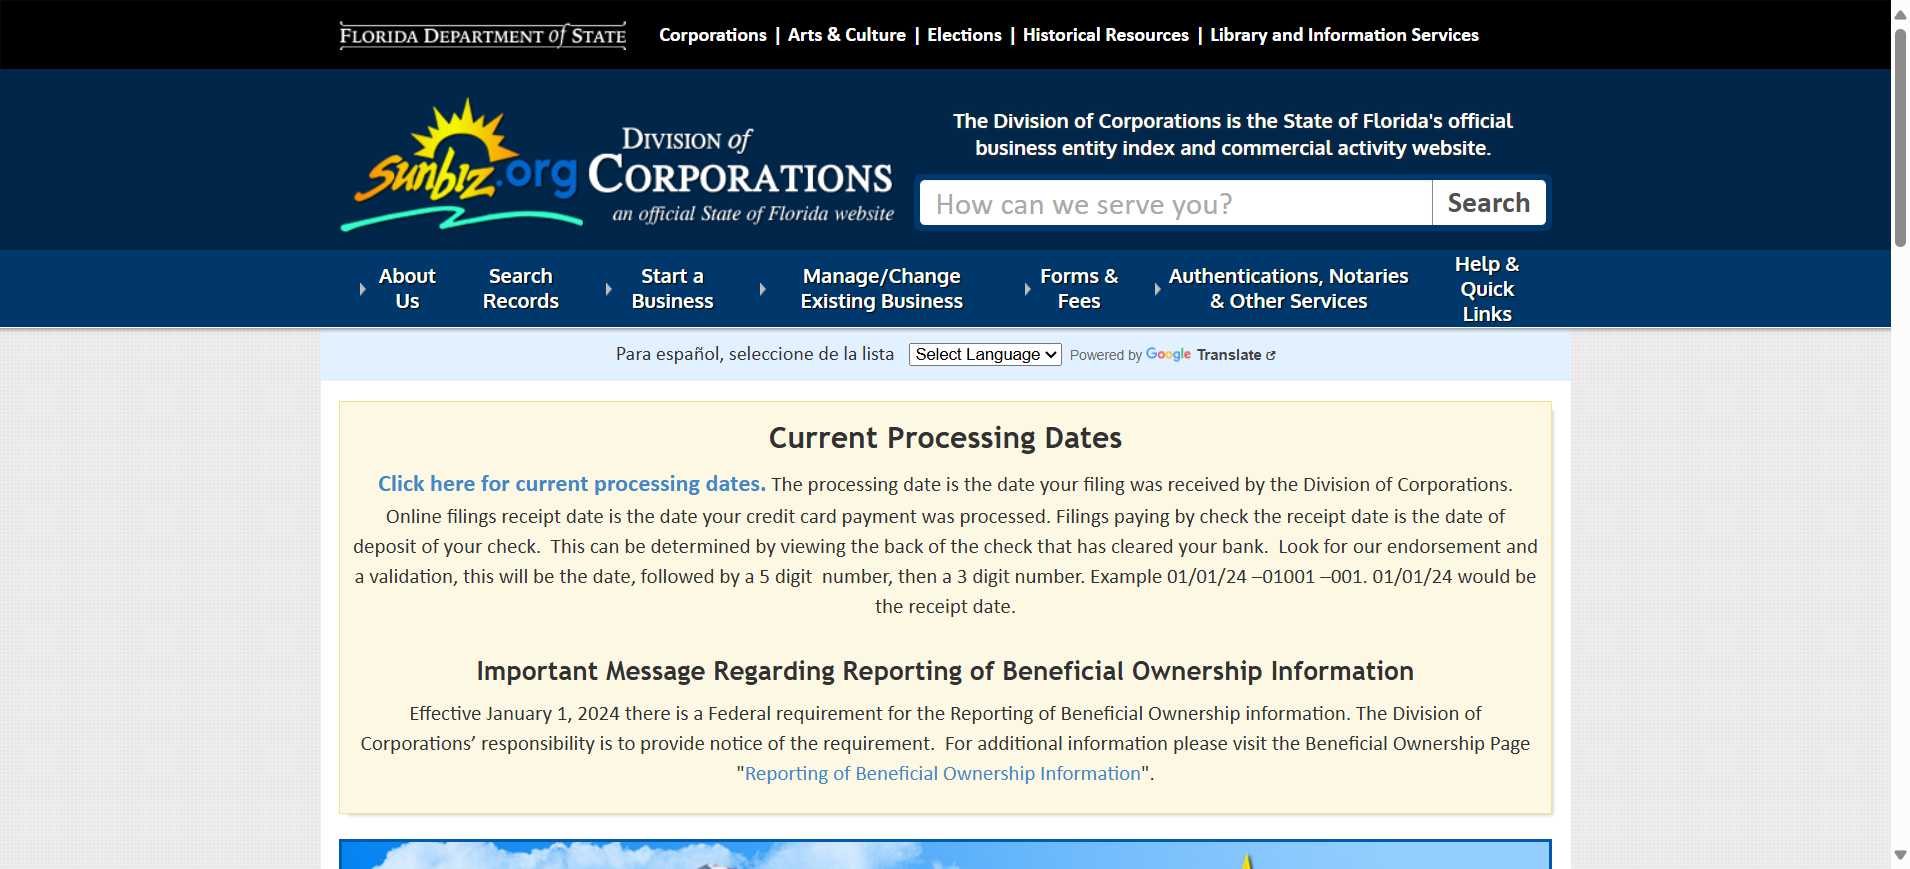 FLORIDA DEPARTMENT of STATE
Corporations | Arts & Culture | Elections | Historical Resources | Library and Information Services
Sunbiz.org
DIVISION of
CORPORATIONS
an official State of Florida website
The Division of Corporations is the State of Florida's official
business entity index and commercial activity website.
How can we serve you?
Search
About
Us
Search
Records
Start a
Business
Manage/Change
Existing Business
Forms &
Fees
Authentications, Notaries
& Other Services
Help &
Quick
Links
Para español, seleccione de la lista Select Language Powered by Google Translate
Current Processing Dates
Click here for current processing dates. The processing date is the date your filing was received by the Division of Corporations.
Online filings receipt date is the date your credit card payment was processed. Filings paying by check the receipt date is the date of
deposit of your check.  This can be determined by viewing the back of the check that has cleared your bank.  Look for our endorsement and
a validation, this will be the date, followed by a 5 digit  number, then a 3 digit number. Example 01/01/24 –01001 –001. 01/01/24 would be
the receipt date.
Important Message Regarding Reporting of Beneficial Ownership Information
Effective January 1, 2024 there is a Federal requirement for the Reporting of Beneficial Ownership information. The Division of
Corporations’ responsibility is to provide notice of the requirement.  For additional information please visit the Beneficial Ownership Page
"Reporting of Beneficial Ownership Information".